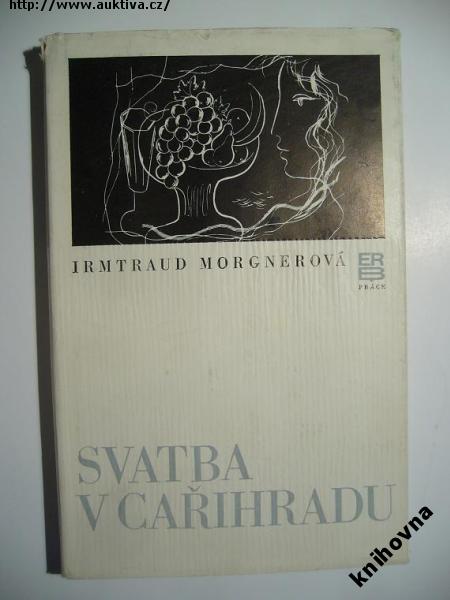 http://www.auktiva.cz/
IRMTRAUD MORGNEROVÁ
ERB
PRÁCE
SVATBA
V CAŘIHRADU
knihovna